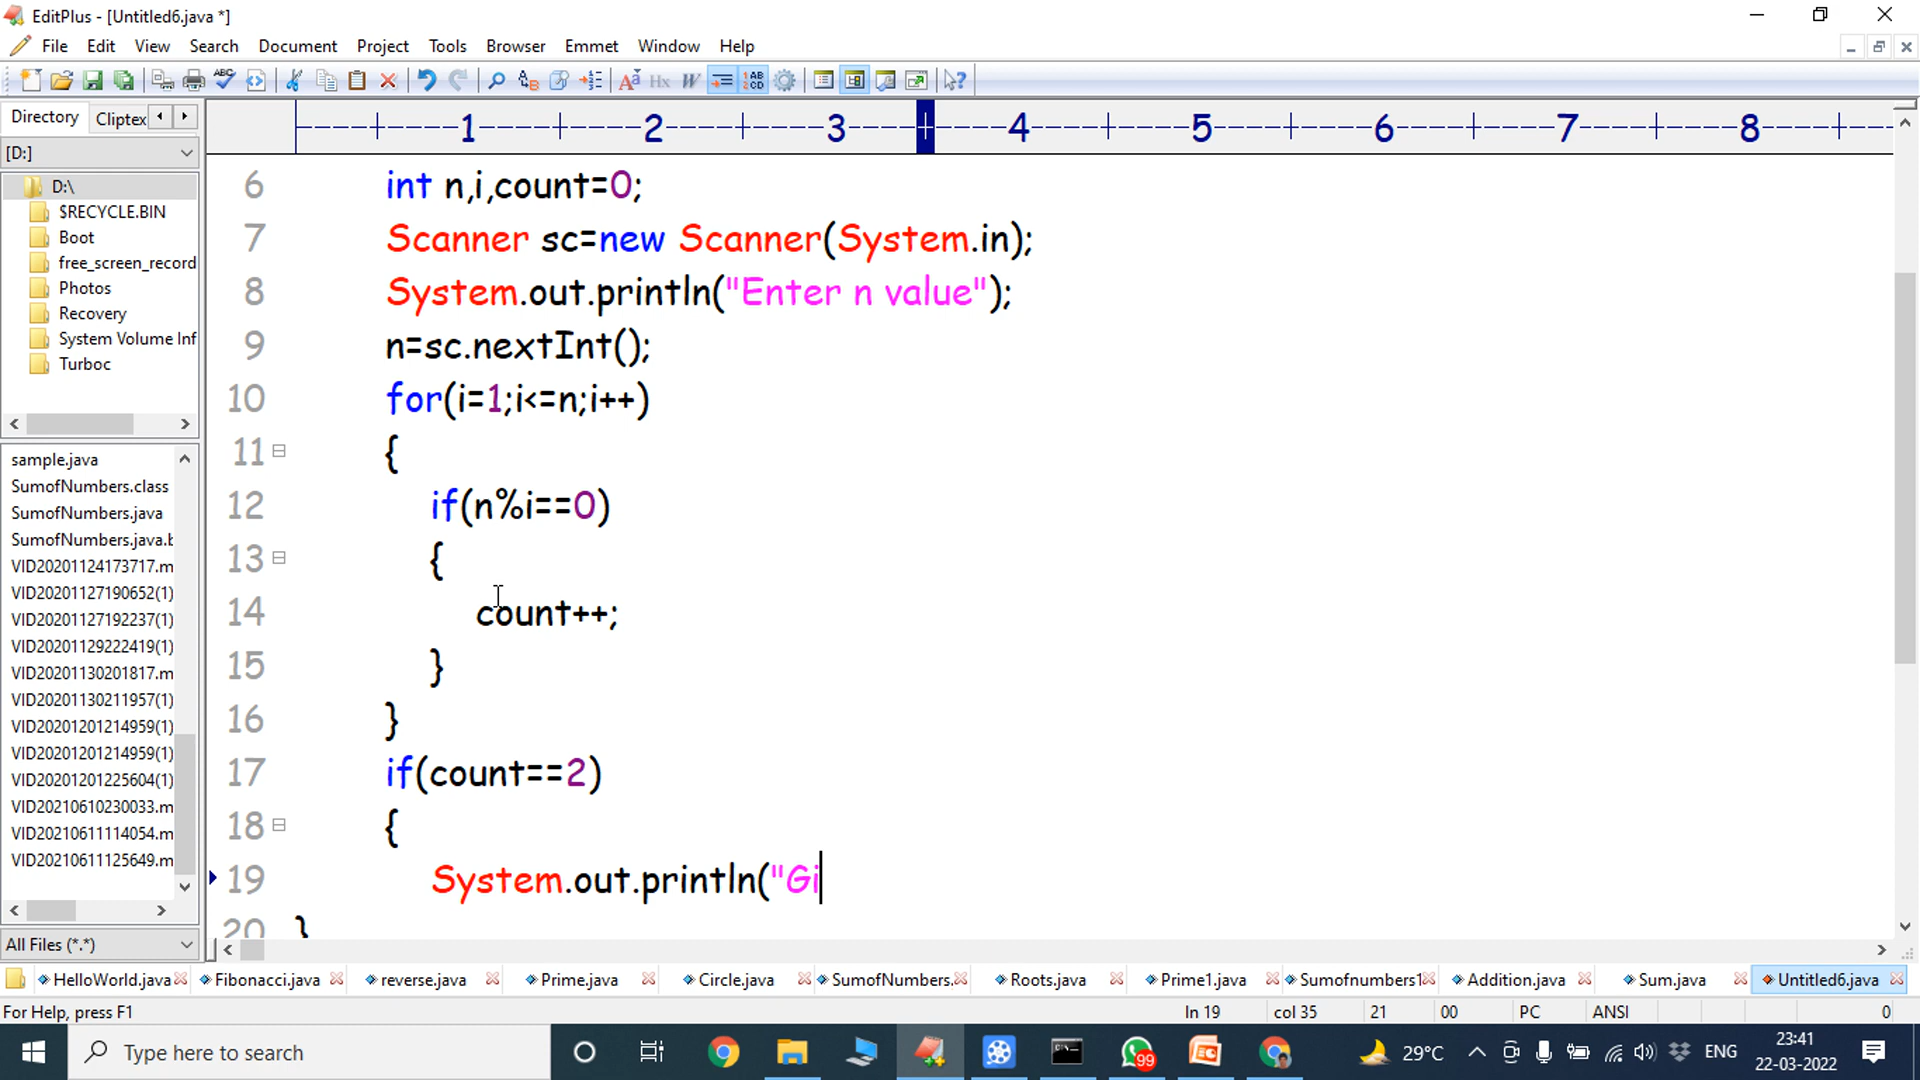 EditPlus - [Untitled6.java *]
File Edit View Search Document Project Tools Browser Emmet Window Help
Directory Cliptex
[D:]
D:\
$RECYCLE.BIN
Boot
free_screen_record
Photos
Recovery
System Volume Inf
Turboc
sample.java
SumofNumbers.class
SumofNumbers.java
SumofNumbers.java.b
VID20201124173717.m
VID20201127190652(1)
VID20201127192237(1)
VID20201129222419(1)
VID20201130201817.m
VID20201130211957(1)
VID20201201214959(1)
VID20201201214959(1)
VID20201201225604(1)
VID20210610230033.m
VID20210611114054.m
VID20210611125649.m
All Files (*.*)
1 2 3 4 5 6 7 8
6 int n,i,count=0;
7 Scanner sc=new Scanner(System.in);
8 System.out.println("Enter n value");
9 n=sc.nextInt();
10 for(i=1;i<=n;i++)
11 {
12 if(n%i==0)
13 {
14 count++;
15 }
16 }
17 if(count==2)
18 {
19 System.out.println("Gi
20 }
HelloWorld.java Fibonacci.java reverse.java Prime.java Circle.java SumofNumbers. Roots.java Prime1.java Sumofnumbers1 Addition.java Sum.java Untitled6.java
For Help, press F1 ln 19 col 35 21 00 PC ANSI 0
Type here to search 99 29°C ENG 23:41
22-03-2022